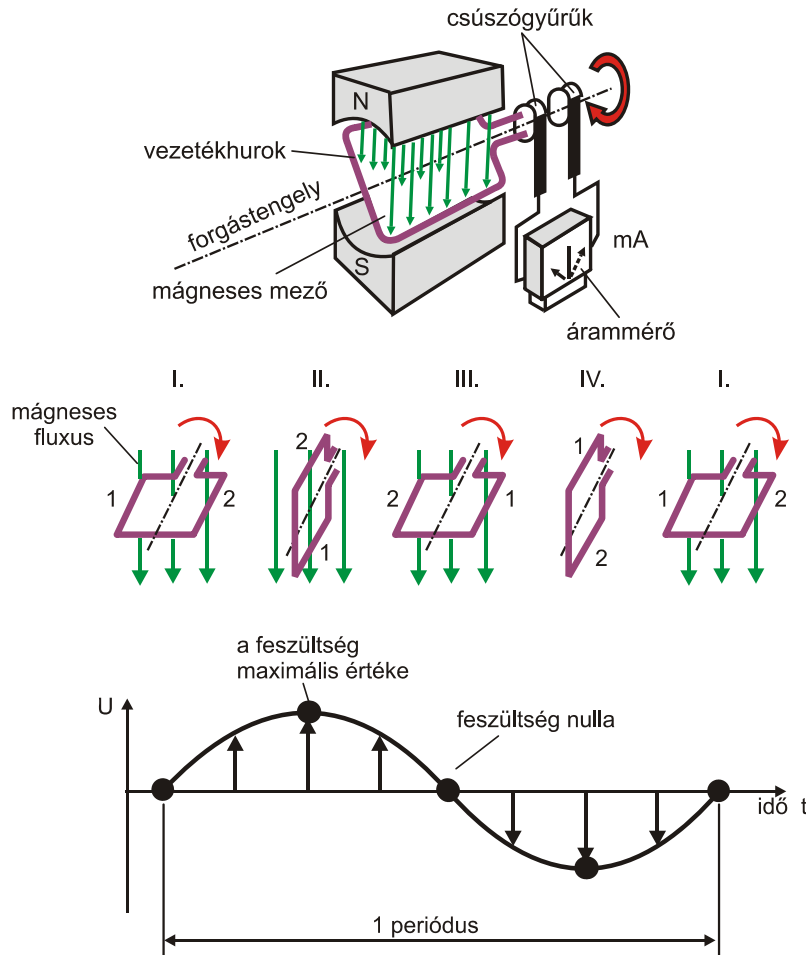 csúszógyűrűk
N
vezetékhurok
forgástengely
S
mágneses mező
mA
árammérő
I.
II.
III.
IV.
I.
mágneses
fluxus
1
2
2
1
2
1
1
2
1
2
a feszültség
maximális értéke
U
feszültség nulla
idő t
1 periódus